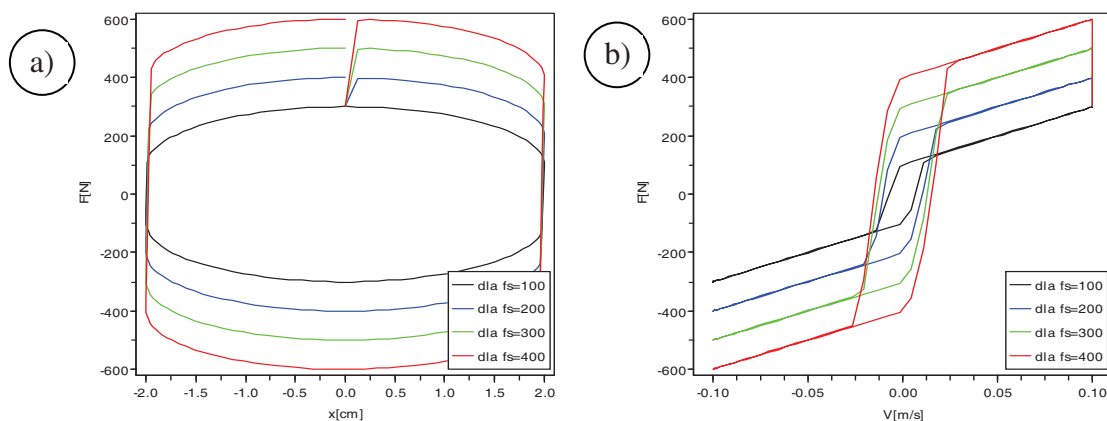 a)
600
400
200
0
-200
-400
-600
F[N]
-2.0 -1.5 -1.0 -0.5 0.0 0.5 1.0 1.5 2.0
x[cm]
dla fs=100
dla fs=200
dla fs=300
dla fs=400
b)
600
400
200
0
-200
-400
-600
F[N]
-0.10 -0.05 0.00 0.05 0.10
V[m/s]
dla fs=100
dla fs=200
dla fs=300
dla fs=400